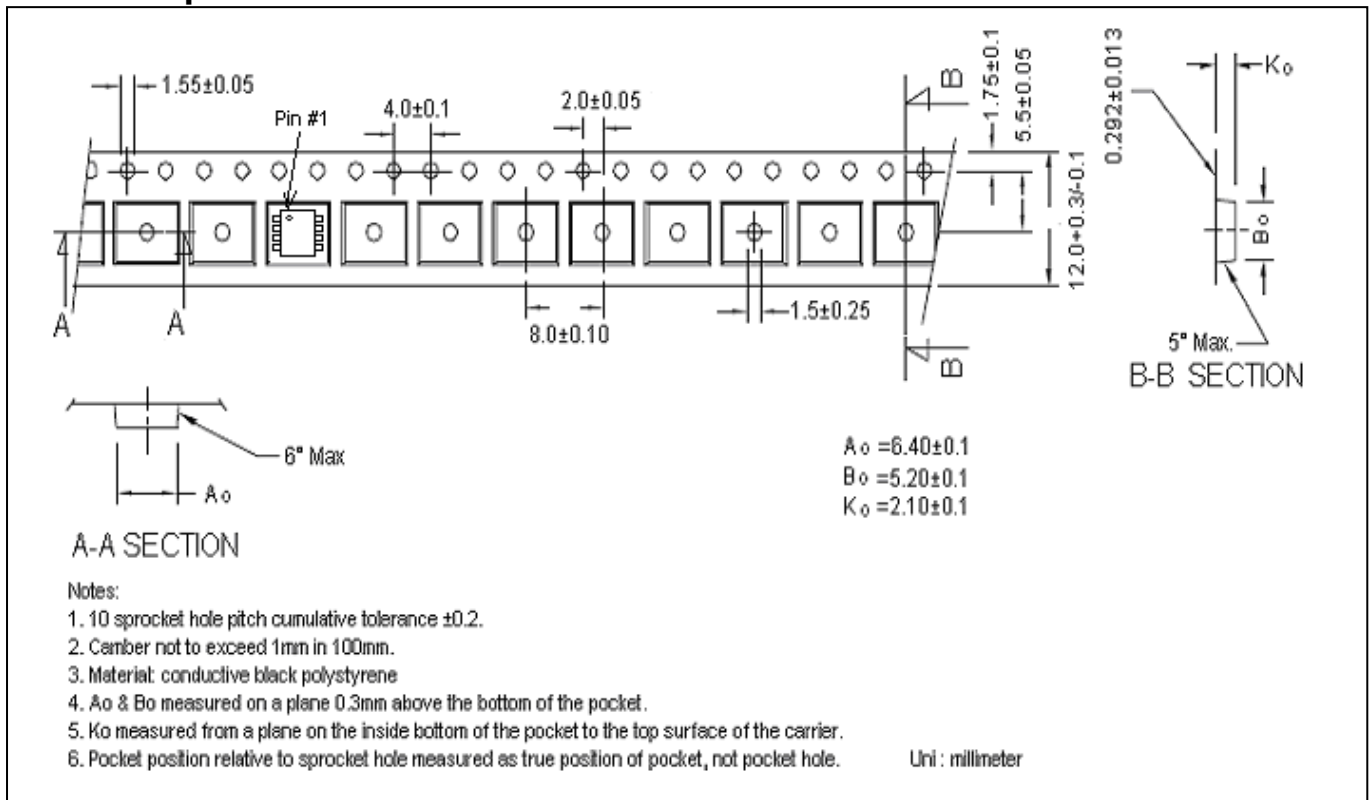 1.55±0.05
Pin #1
4.0±0.1
2.0±0.05
B
1.75±0.1
5.5±0.05
12.0+0.3/-0.1
0.292±0.013
Ko
Bo
A
A
8.0±0.10
1.5±0.25
B
5° Max.
B-B SECTION
6° Max
Ao
A-A SECTION
Ao =6.40±0.1
Bo =5.20±0.1
Ko =2.10±0.1
Notes:
1. 10 sprocket hole pitch cumulative tolerance ±0.2.
2. Camber not to exceed 1mm in 100mm.
3. Material: conductive black polystyrene
4. Ao & Bo measured on a plane 0.3mm above the bottom of the pocket.
5. Ko measured from a plane on the inside bottom of the pocket to the top surface of the carrier.
6. Pocket position relative to sprocket hole measured as true position of pocket, not pocket hole.
Uni : millimeter